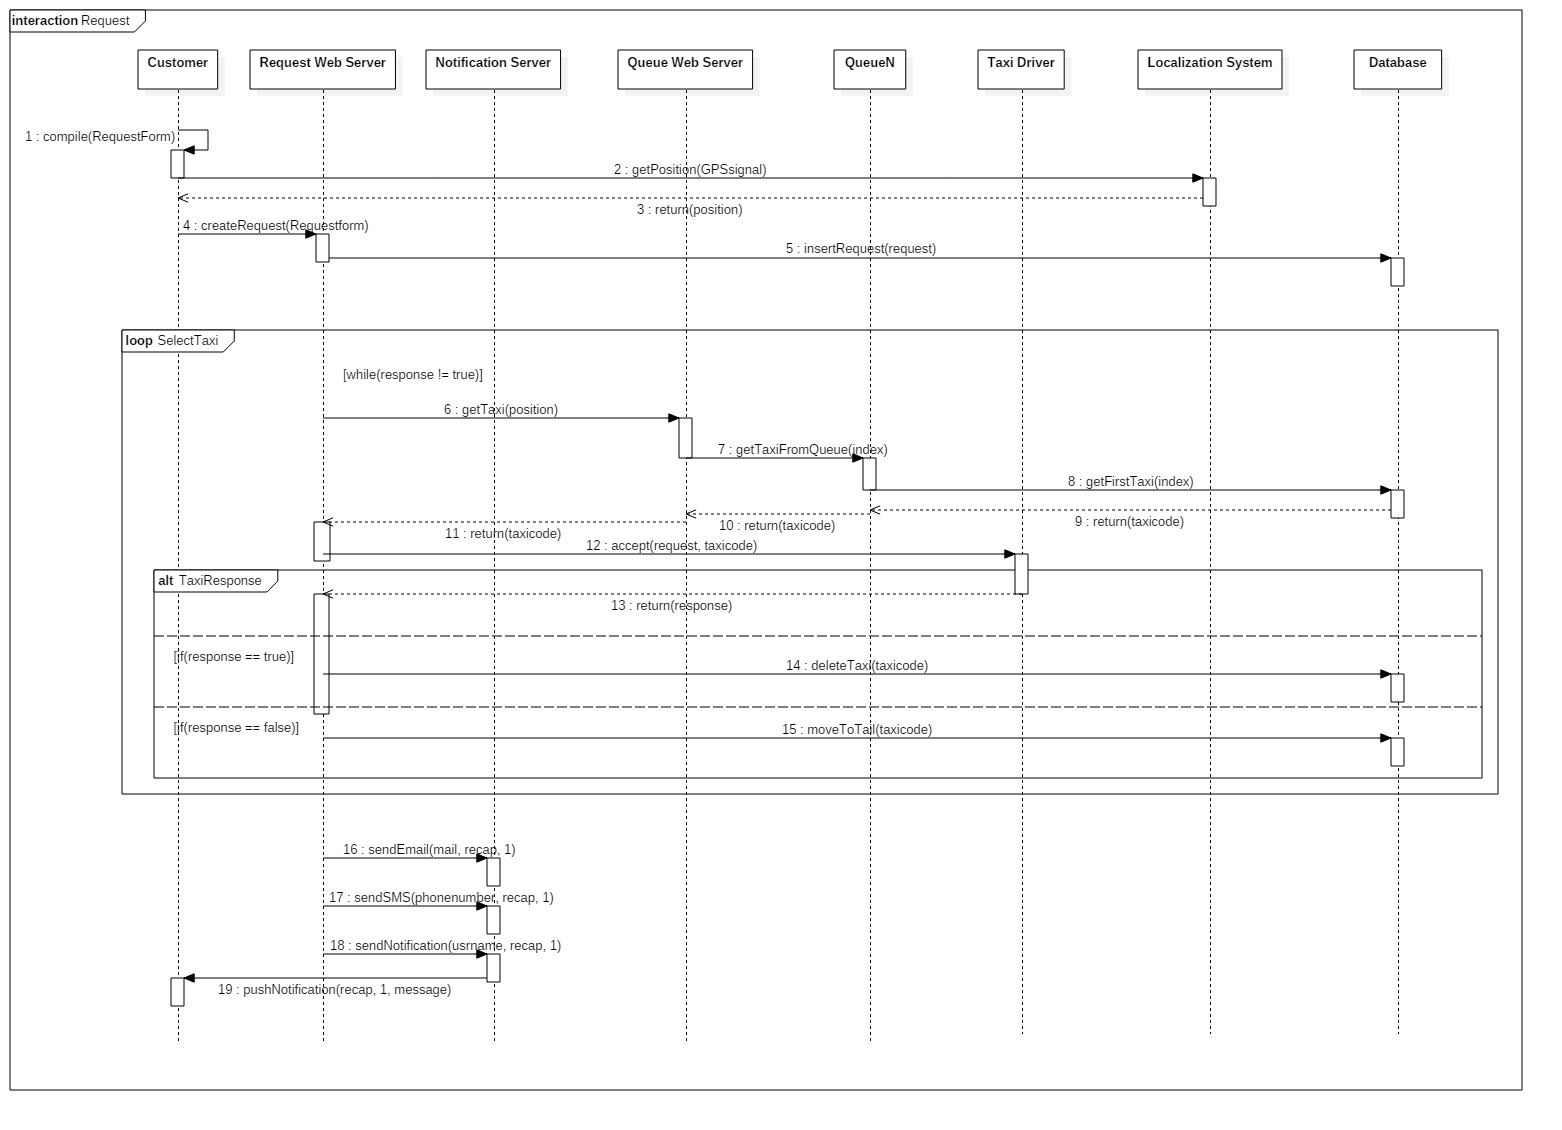 interaction Request
Customer
Request Web Server
Notification Server
Queue Web Server
QueueN
Taxi Driver
Localization System
Database
1 : compile(RequestForm)
2 : getPosition(GPSsignal)
3 : return(position)
4 : createRequest(Requestform)
5 : insertRequest(request)
loop SelectTaxi
[while(response != true)]
6 : getTaxi(position)
7 : getTaxiFromQueue(index)
8 : getFirstTaxi(index)
9 : return(taxicode)
10 : return(taxicode)
11 : return(taxicode)
12 : accept(request, taxicode)
alt TaxiResponse
13 : return(response)
[if(response == true)]
14 : deleteTaxi(taxicode)
[if(response == false)]
15 : moveToTail(taxicode)
16 : sendEmail(mail, recap, 1)
17 : sendSMS(phonenumber, recap, 1)
18 : sendNotification(usrname, recap, 1)
19 : pushNotification(recap, 1, message)